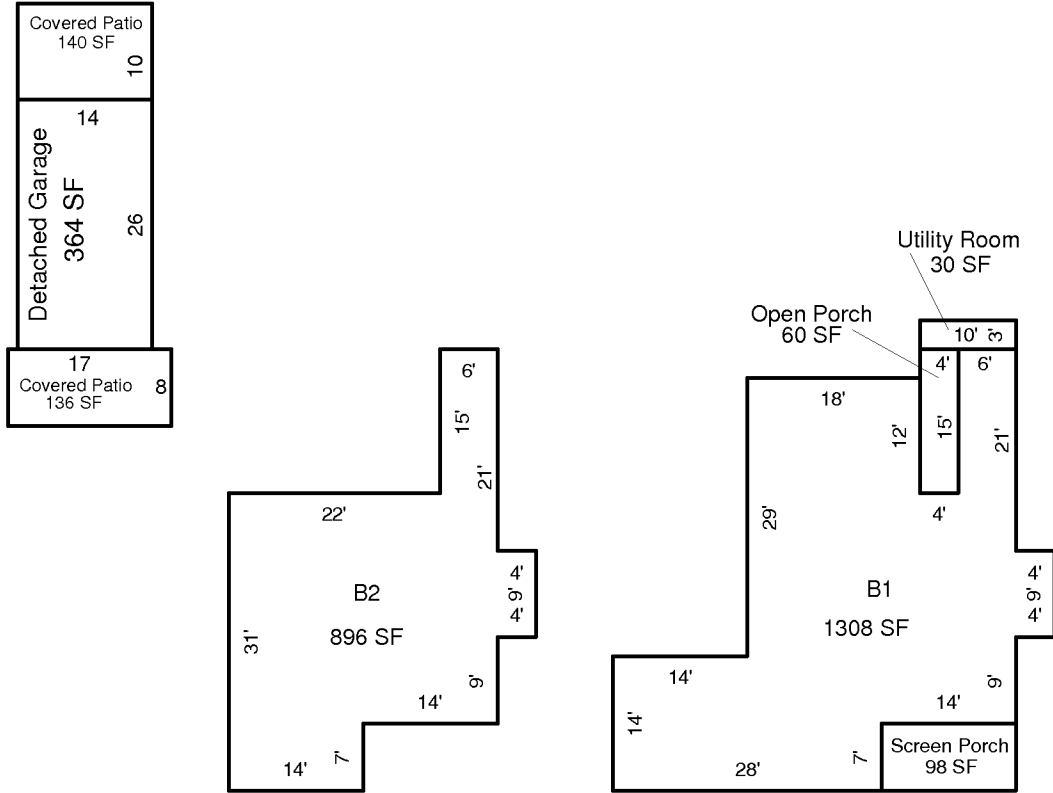 Covered Patio
140 SF
10
14
Detached Garage
364 SF
26
17
Covered Patio
136 SF
8
6'
15'
21'
22'
4'
9'
4'
B2
896 SF
31'
9'
14'
14'
7'
Utility Room
30 SF
Open Porch
60 SF
10'
3'
4'
6'
18'
12'
15'
21'
4'
29'
4'
9'
4'
B1
1308 SF
14'
9'
14'
14'
7'
28'
Screen Porch
98 SF